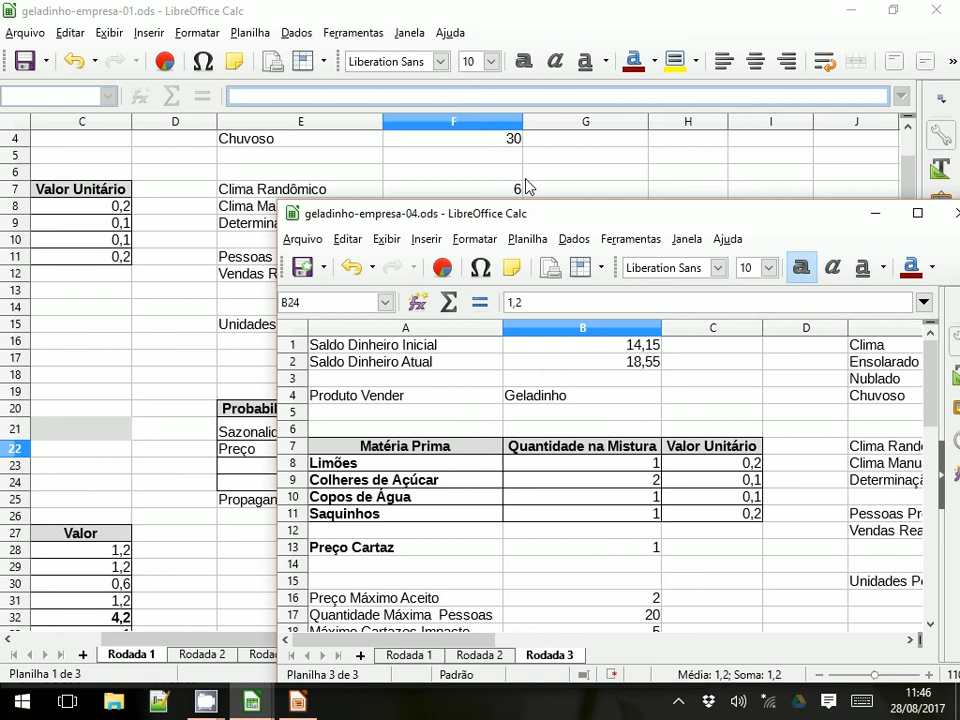 geladinho-empresa-01.ods - LibreOffice Calc
Arquivo Editar Exibir Inserir Formatar Planilha Dados Ferramentas Janela Ajuda
Liberation Sans 10
C D E F G H I J
4 Chuvoso 30
5
6
7 Valor Unitário Clima Randômico 6
8 0,2 Clima Ma
9 0,1 Determina
10 0,1
11 0,2 Pessoas
12 Vendas R
13
14
15 Unidades
16
17
18
19
20 Probabil
21 Sazonalid
22 Preço
23
24
25 Propagan
26
27 Valor
28 1,2
29 1,2
30 0,6
31 1,2
32 4,2
Rodada 1 Rodada 2 Roda
Planilha 1 de 3
geladinho-empresa-04.ods - LibreOffice Calc
Arquivo Editar Exibir Inserir Formatar Planilha Dados Ferramentas Janela Ajuda
Liberation Sans 10
B24 1,2
A B C D
1 Saldo Dinheiro Inicial 14,15 Clima
2 Saldo Dinheiro Atual 18,55 Ensolarado
3 Nublado
4 Produto Vender Geladinho Chuvoso
5
6
7 Matéria Prima Quantidade na Mistura Valor Unitário Clima Rand
8 Limões 1 0,2 Clima Manu
9 Colheres de Açúcar 2 0,1 Determinaç
10 Copos de Água 1 0,1
11 Saquinhos 1 0,2 Pessoas Pr
12 Vendas Rea
13 Preço Cartaz 1
14
15 Unidades P
16 Preço Máximo Aceito 2
17 Quantidade Máxima Pessoas 20
18 Máximo Cartazes Impacto 5
Rodada 1 Rodada 2 Rodada 3
Planilha 3 de 3 Padrão Média: 1,2; Soma: 1,2 110
11:46
28/08/2017